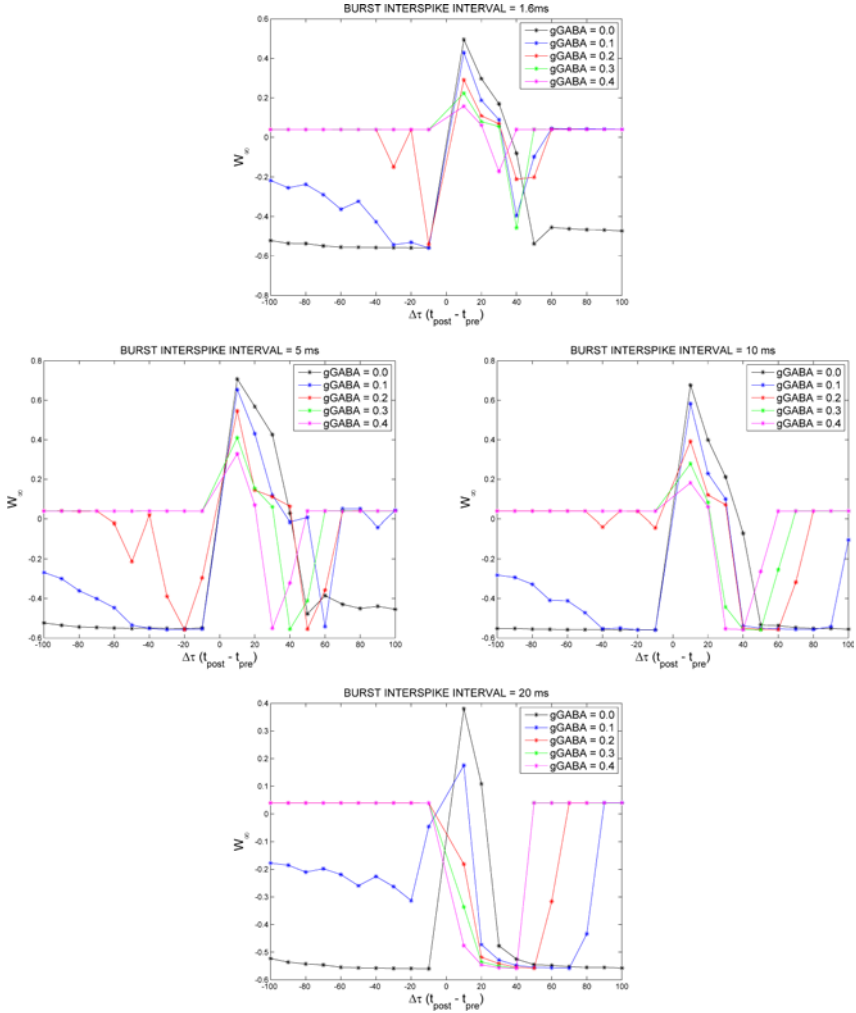 BURST INTERSPIKE INTERVAL = 1.6ms
gGABA = 0.0
gGABA = 0.1
gGABA = 0.2
gGABA = 0.3
gGABA = 0.4
0.6
0.4
0.2
0
-0.2
-0.4
-0.6
-0.8
W∞
-100 -80 -60 -40 -20 0 20 40 60 80 100
Δτ (t_post - t_pre)
BURST INTERSPIKE INTERVAL = 5 ms
gGABA = 0.0
gGABA = 0.1
gGABA = 0.2
gGABA = 0.3
gGABA = 0.4
0.8
0.6
0.4
0.2
0
-0.2
-0.4
-0.6
W∞
-100 -80 -60 -40 -20 0 20 40 60 80 100
Δτ (t_post - t_pre)
BURST INTERSPIKE INTERVAL = 10 ms
gGABA = 0.0
gGABA = 0.1
gGABA = 0.2
gGABA = 0.3
gGABA = 0.4
0.8
0.6
0.4
0.2
0
-0.2
-0.4
-0.6
W∞
-100 -80 -60 -40 -20 0 20 40 60 80 100
Δτ (t_post - t_pre)
BURST INTERSPIKE INTERVAL = 20 ms
gGABA = 0.0
gGABA = 0.1
gGABA = 0.2
gGABA = 0.3
gGABA = 0.4
0.4
0.3
0.2
0.1
0
-0.1
-0.2
-0.3
-0.4
-0.5
-0.6
W∞
-100 -80 -60 -40 -20 0 20 40 60 80 100
Δτ (t_post - t_pre)